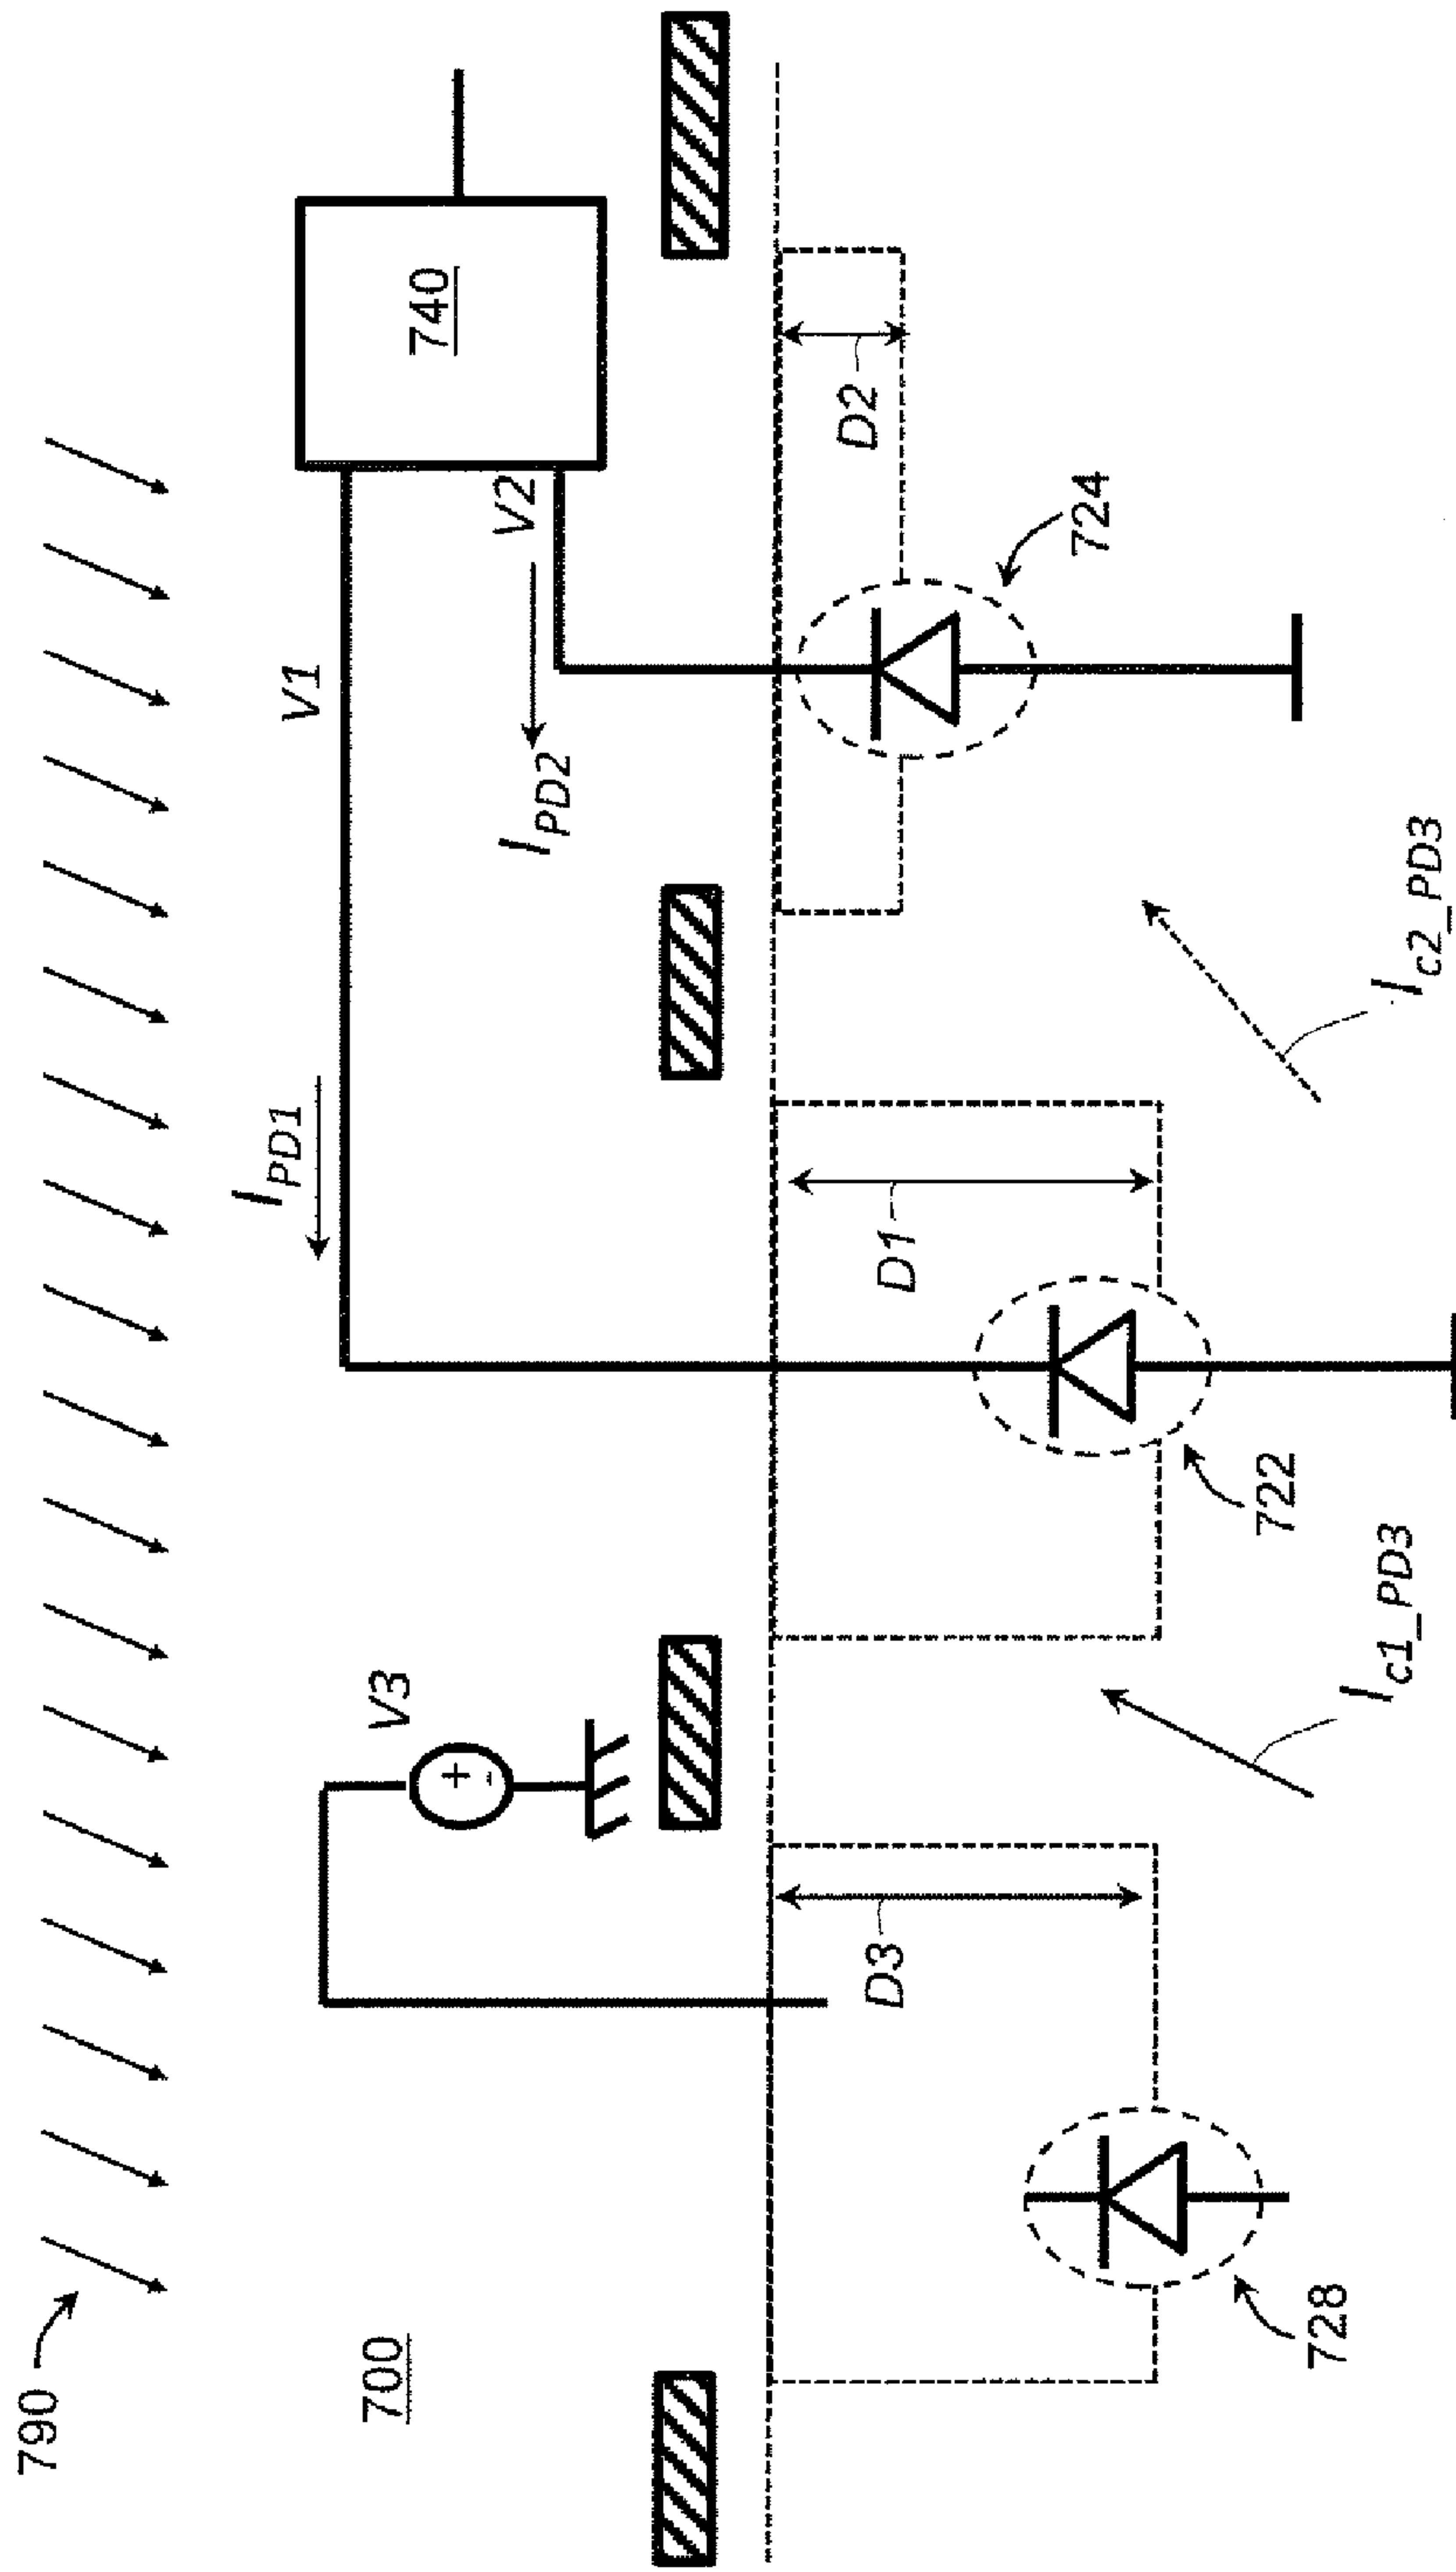 790
700
V3
V1
I_PD1
V2
I_PD2
740
D3
D1
D2
728
722
724
I_c1_PD3
I_c2_PD3
+
-